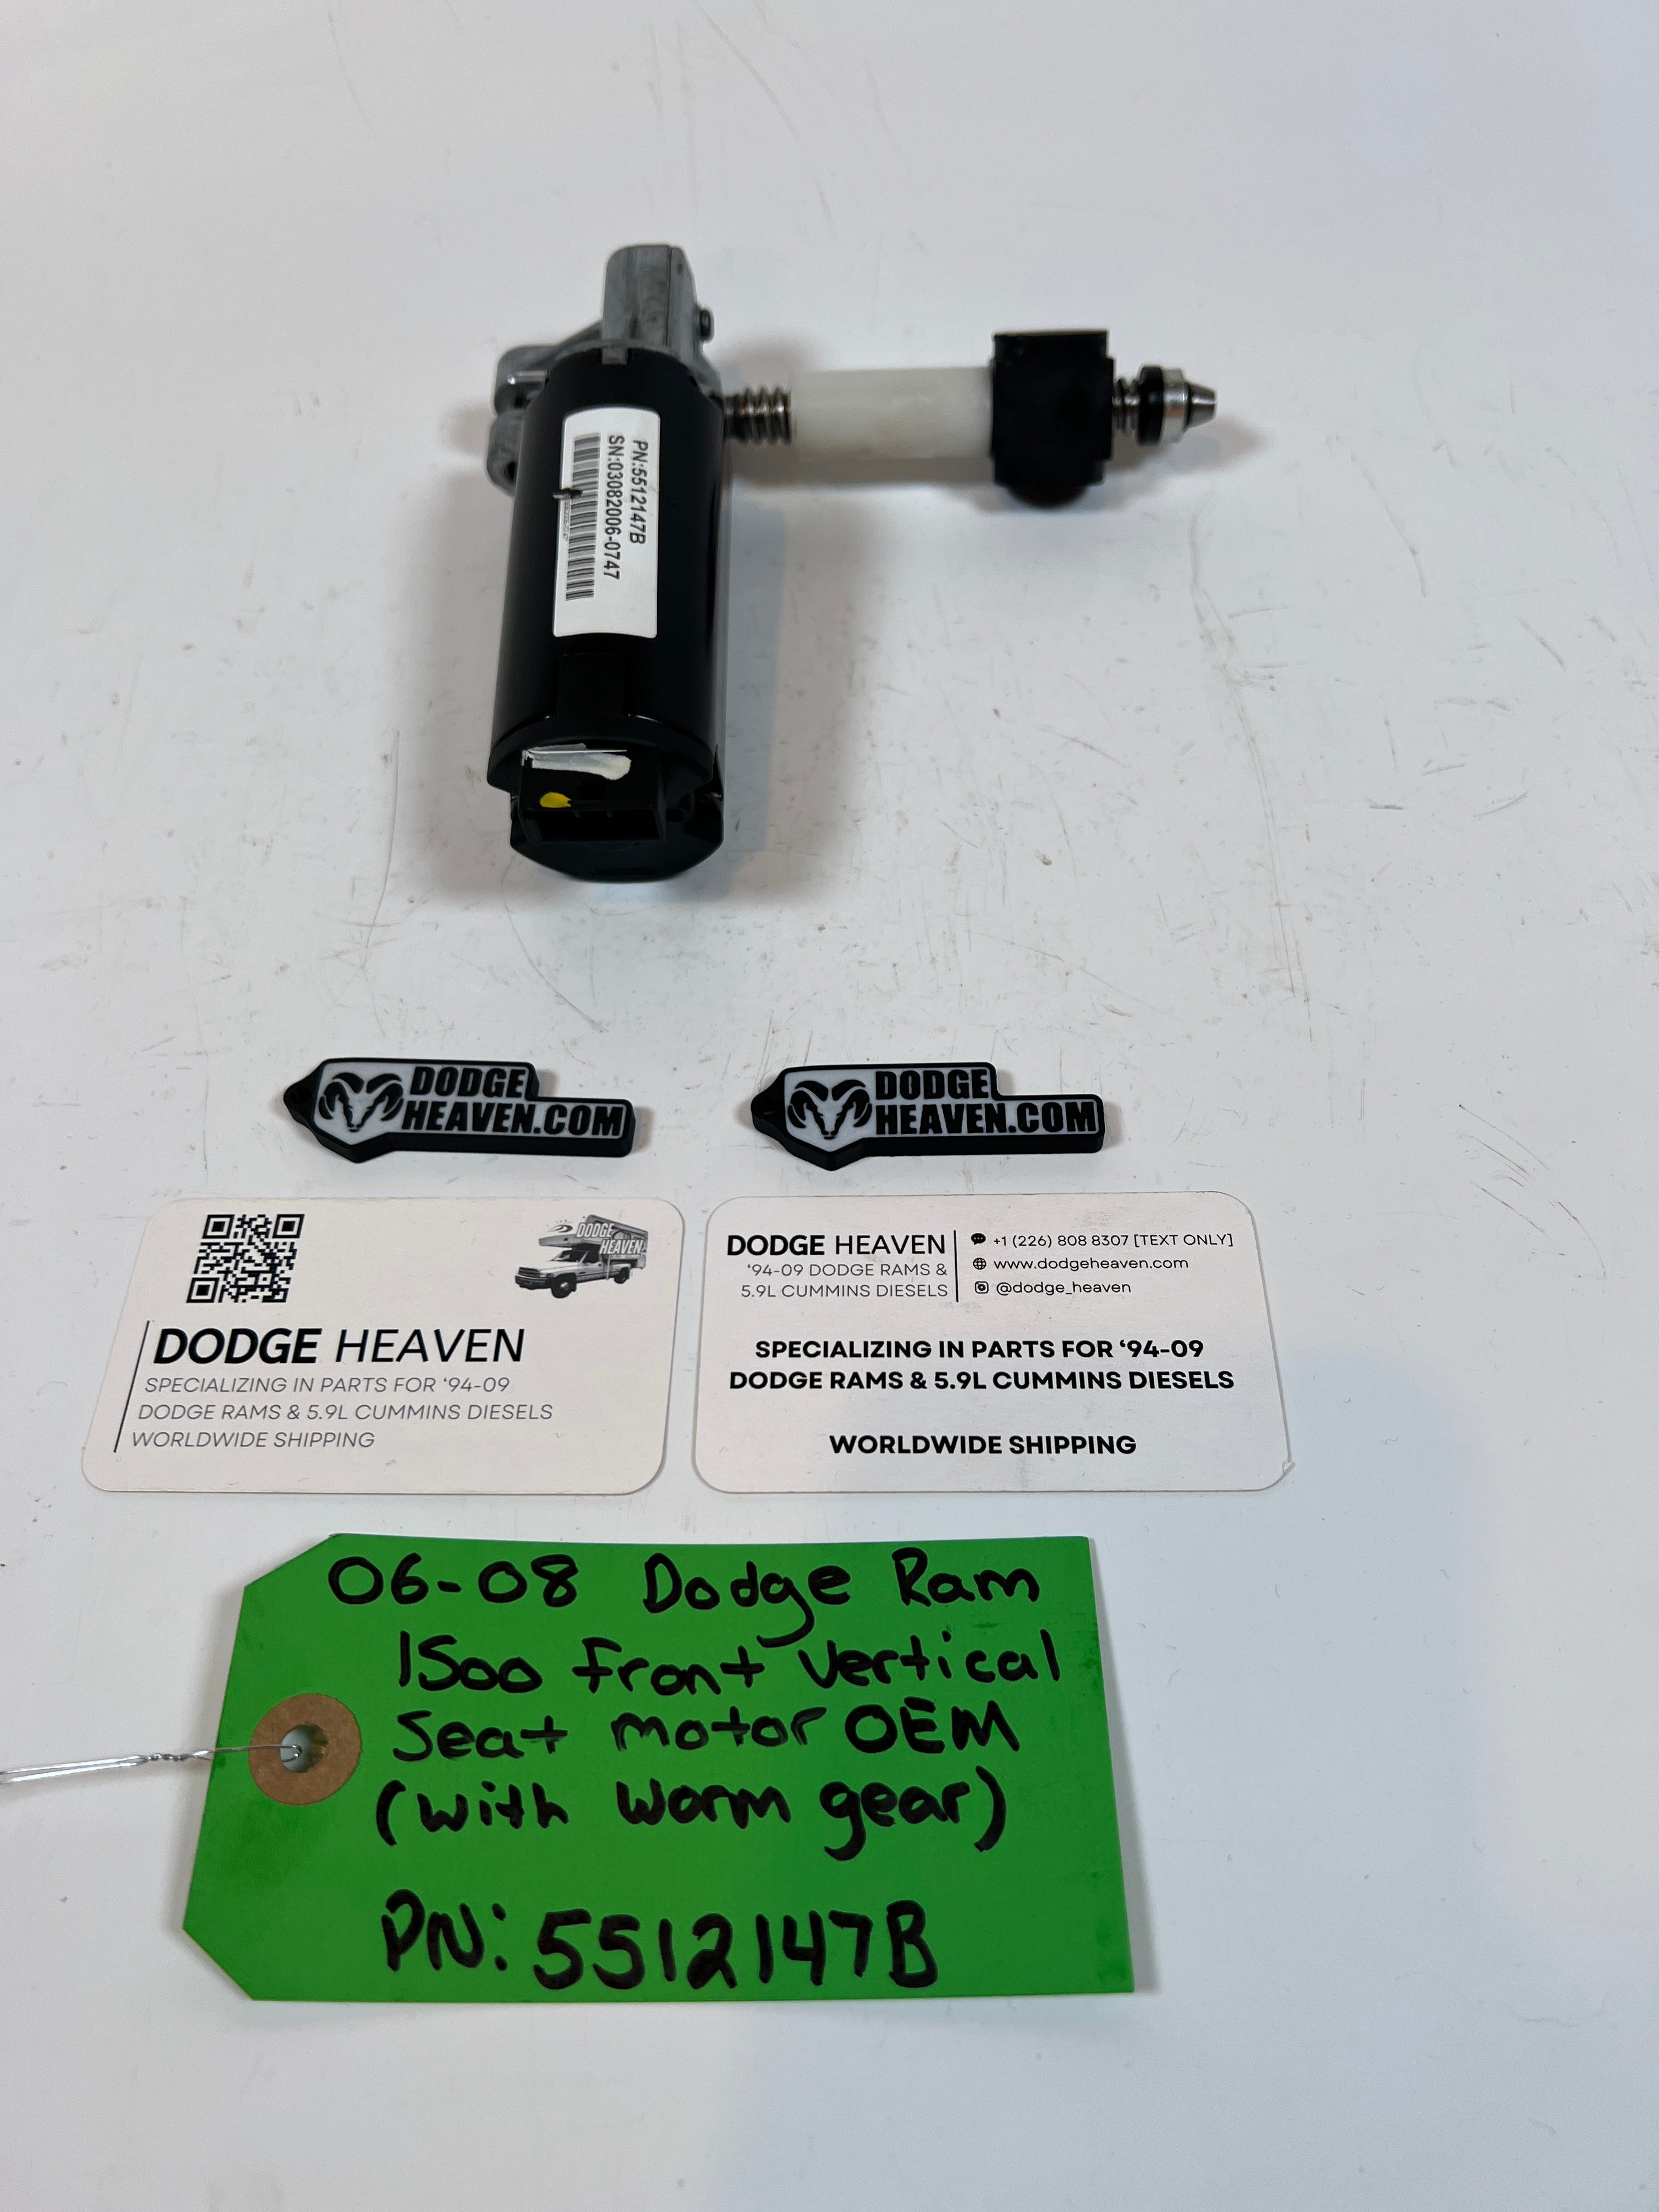 PN:5512147B
SN:03082006-0747
DODGE
HEAVEN.COM
DODGE
HEAVEN.COM
DODGE
HEAVEN
DODGE HEAVEN
SPECIALIZING IN PARTS FOR ‘94-09
DODGE RAMS & 5.9L CUMMINS DIESELS
WORLDWIDE SHIPPING
DODGE HEAVEN
‘94-09 DODGE RAMS &
5.9L CUMMINS DIESELS
+1 (226) 808 8307 [TEXT ONLY]
www.dodgeheaven.com
@dodge_heaven
SPECIALIZING IN PARTS FOR ‘94-09
DODGE RAMS & 5.9L CUMMINS DIESELS
WORLDWIDE SHIPPING
06-08 Dodge Ram
1500 Front Vertical
Seat motor OEM
(with worm gear)
PN: 5512147B